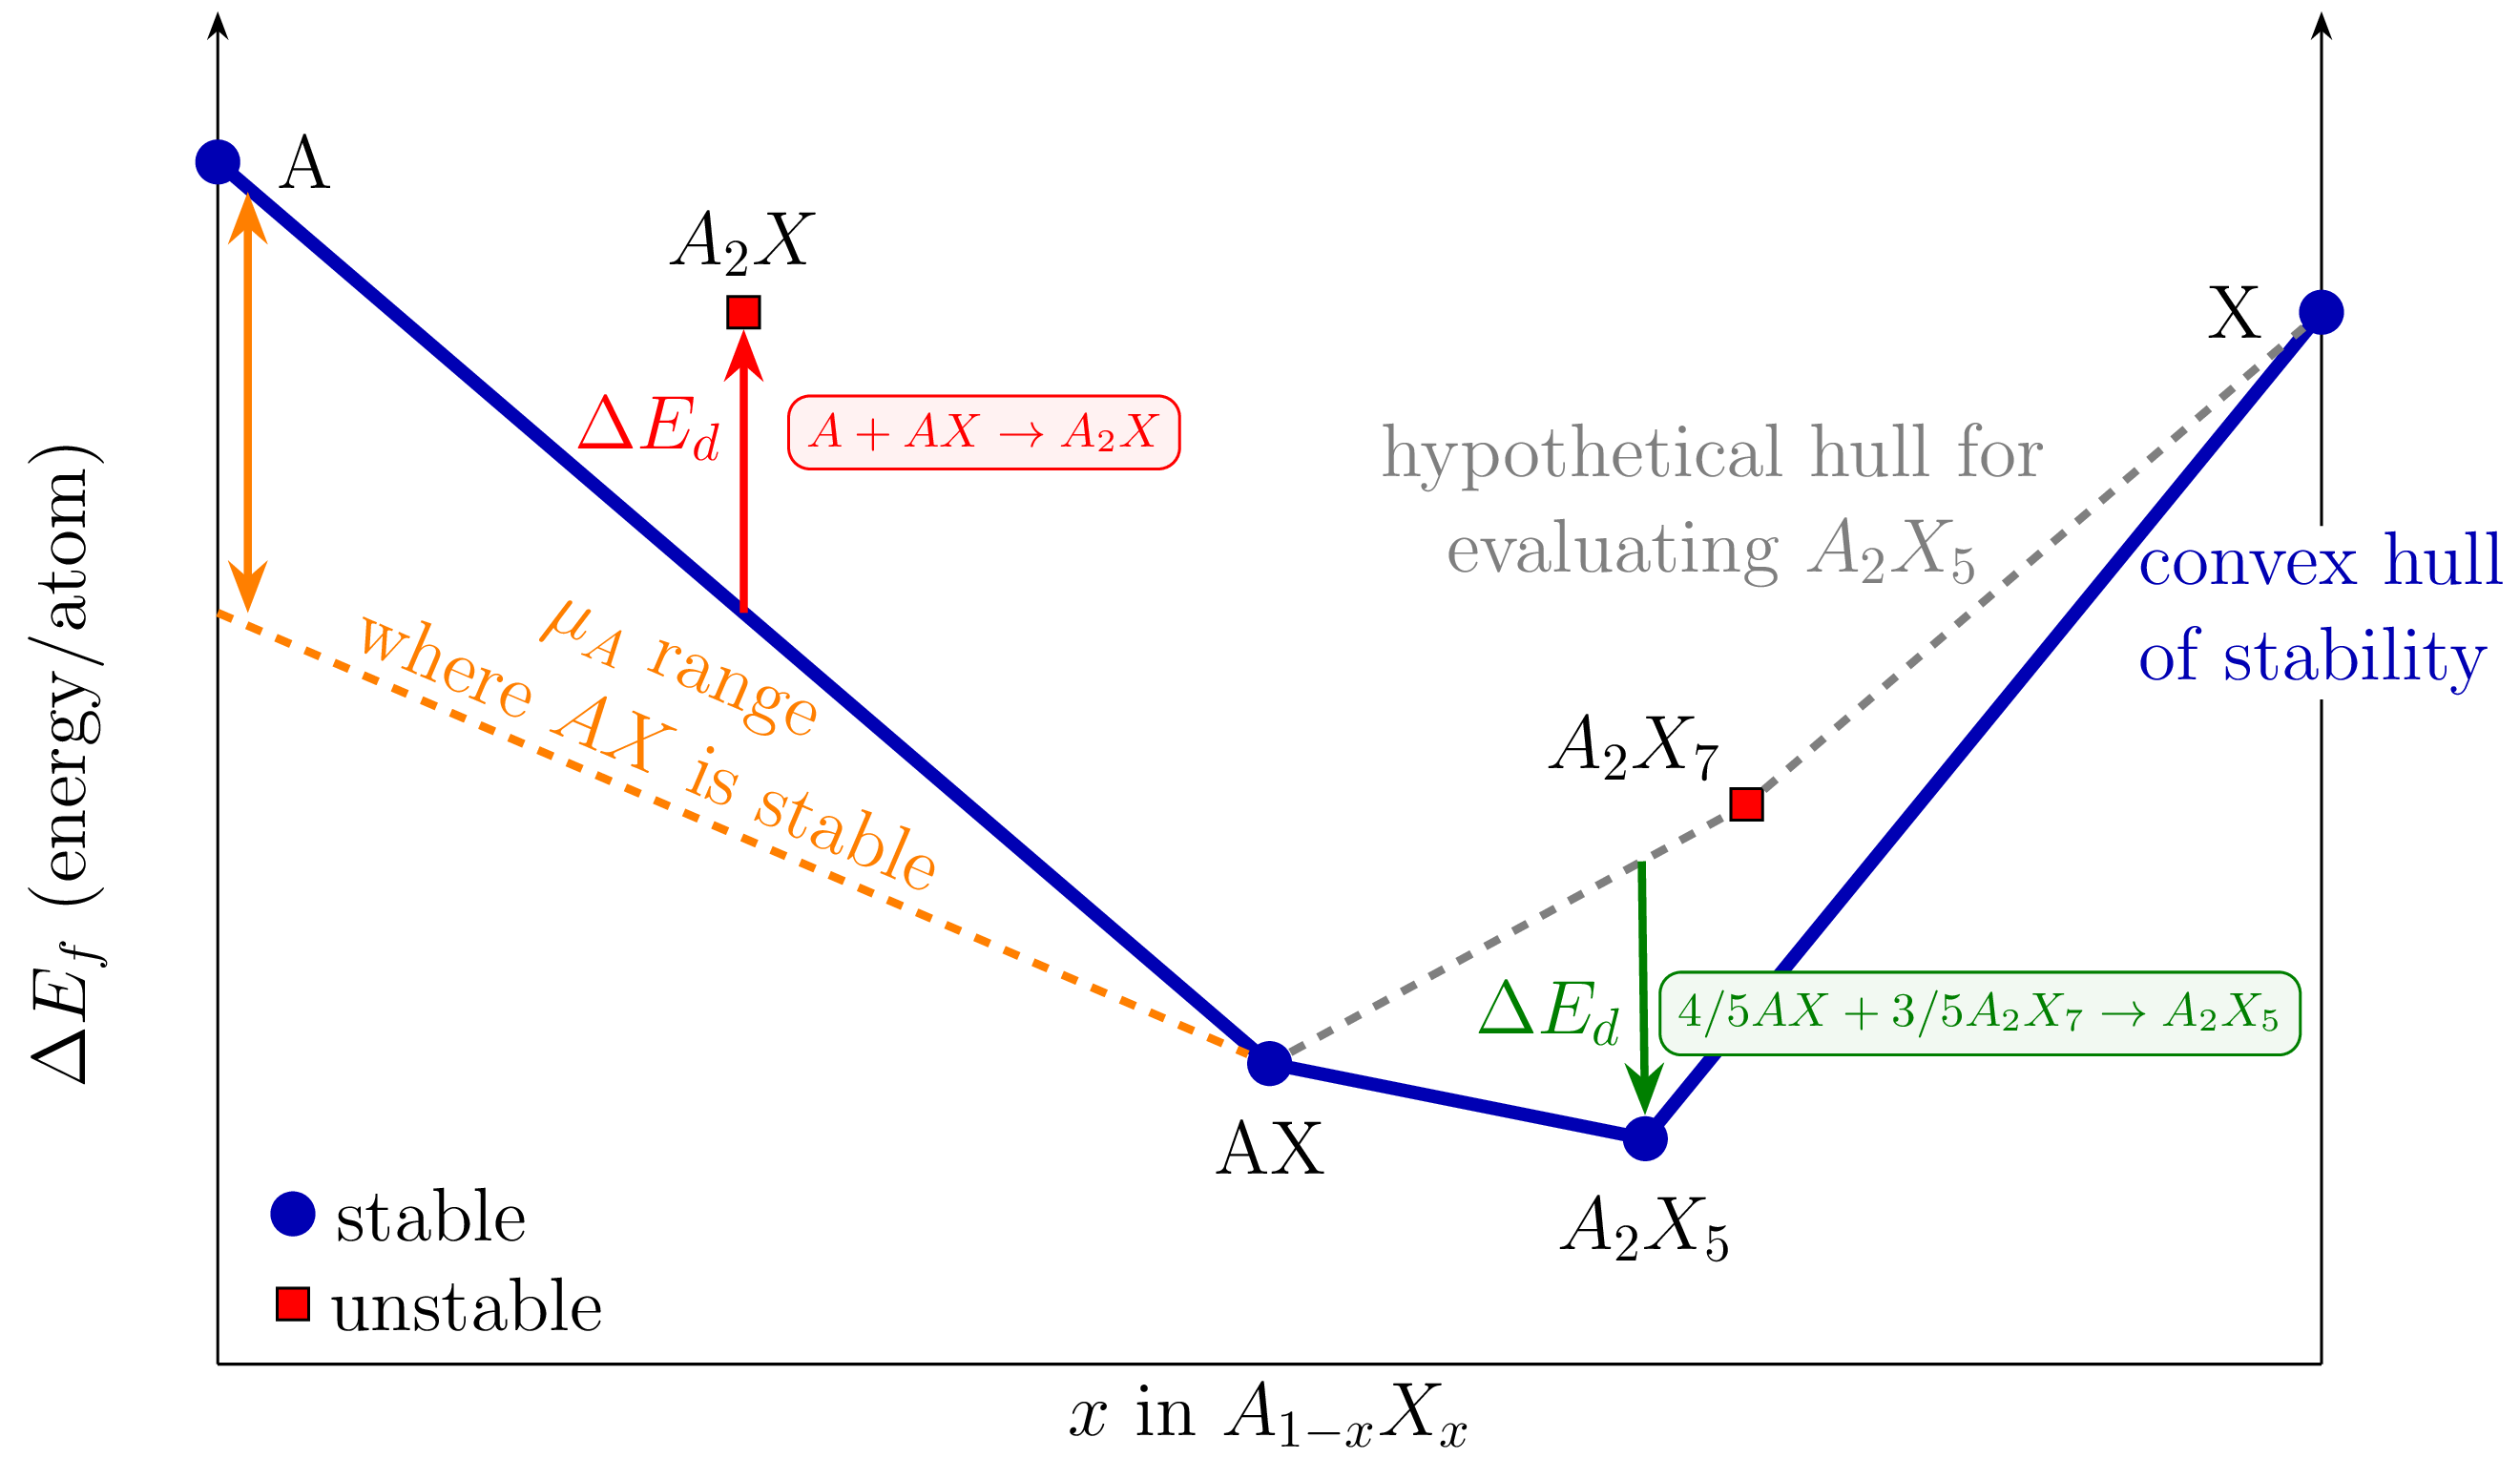 A
A₂X
X
ΔE_d
A + AX → A₂X
hypothetical hull for
evaluating A₂X₅
convex hull
of stability
μ_A range
where AX is stable
A₂X₇
ΔE_d
4/5AX + 3/5A₂X₇ → A₂X₅
AX
A₂X₅
stable
unstable
ΔE_f (energy/atom)
x in A₁₋ₓXₓ